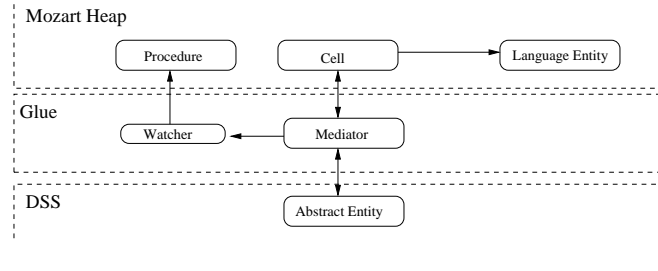 Mozart Heap
Procedure
Cell
Language Entity
Glue
Watcher
Mediator
DSS
Abstract Entity